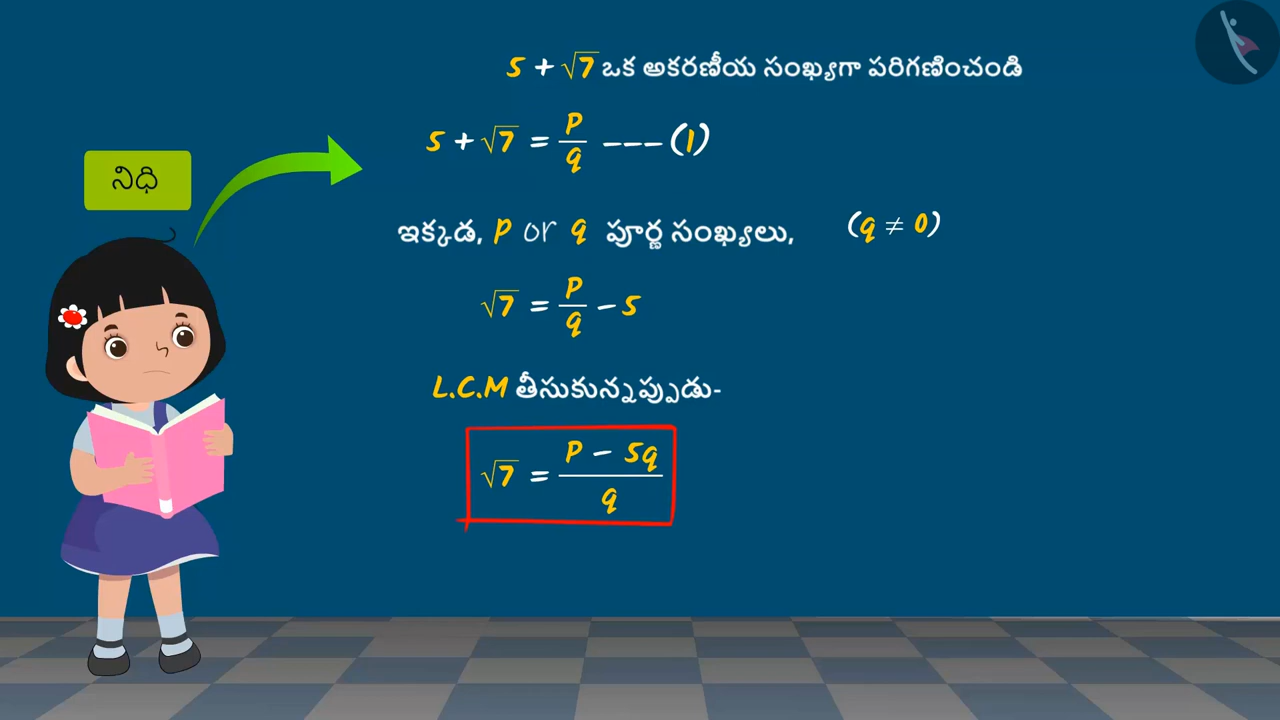 5 + √7 ఒక అకరణీయ సంఖ్యగా పరిగణించండి
5 + √7 = P/q --- (1)
నిధి
ఇక్కడ, P or q పూర్ణ సంఖ్యలు, (q ≠ 0)
√7 = P/q - 5
L.C.M తీసుకున్నప్పుడు-
√7 = P - 5q/q